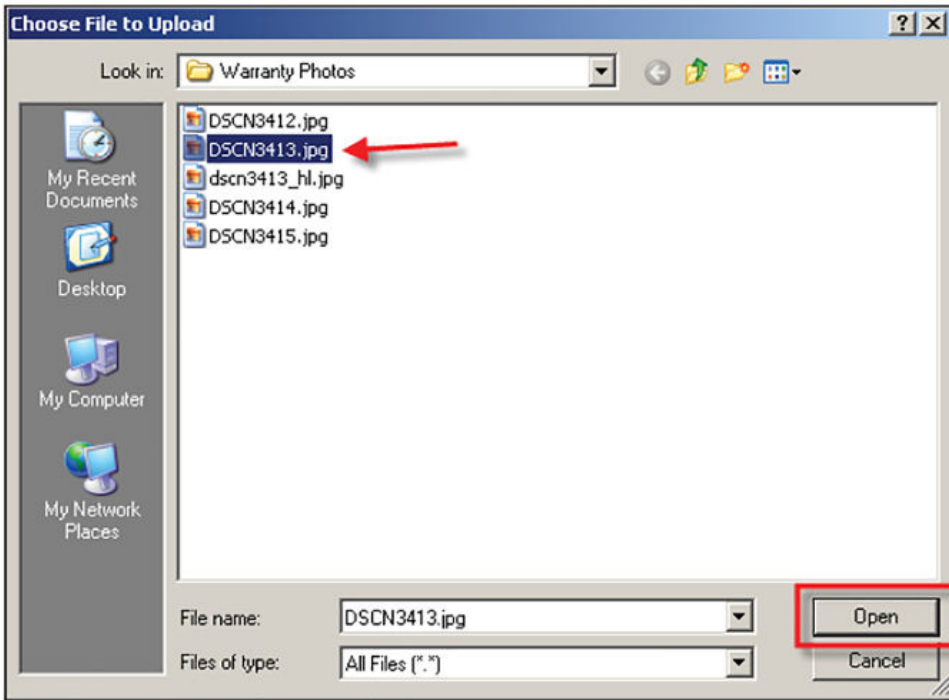 Choose File to Upload
Look in: Warranty Photos
My Recent
Documents
Desktop
My Computer
My Network
Places
DSCN3412.jpg
DSCN3413.jpg
dscn3413_hl.jpg
DSCN3414.jpg
DSCN3415.jpg
File name: DSCN3413.jpg Open
Files of type: All Files (*.*) Cancel